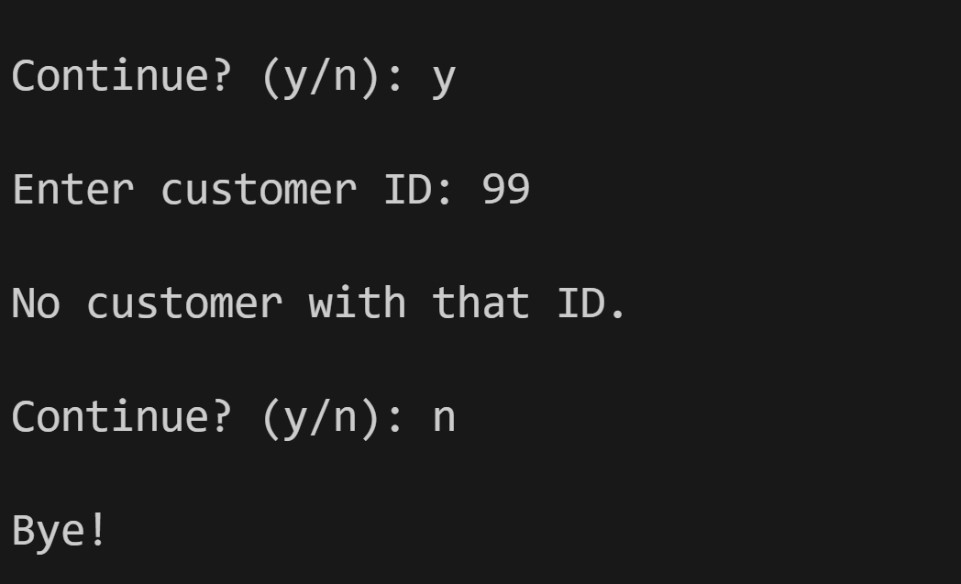 Continue? (y/n): y
Enter customer ID: 99
No customer with that ID.
Continue? (y/n): n
Bye!